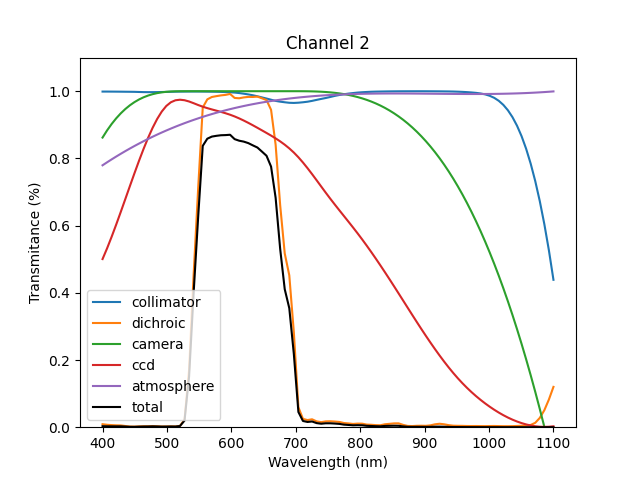 Channel 2
Transmitance (%)
1.0
0.8
0.6
0.4
0.2
0.0
collimator
dichroic
camera
ccd
atmosphere
total
400 500 600 700 800 900 1000 1100
Wavelength (nm)